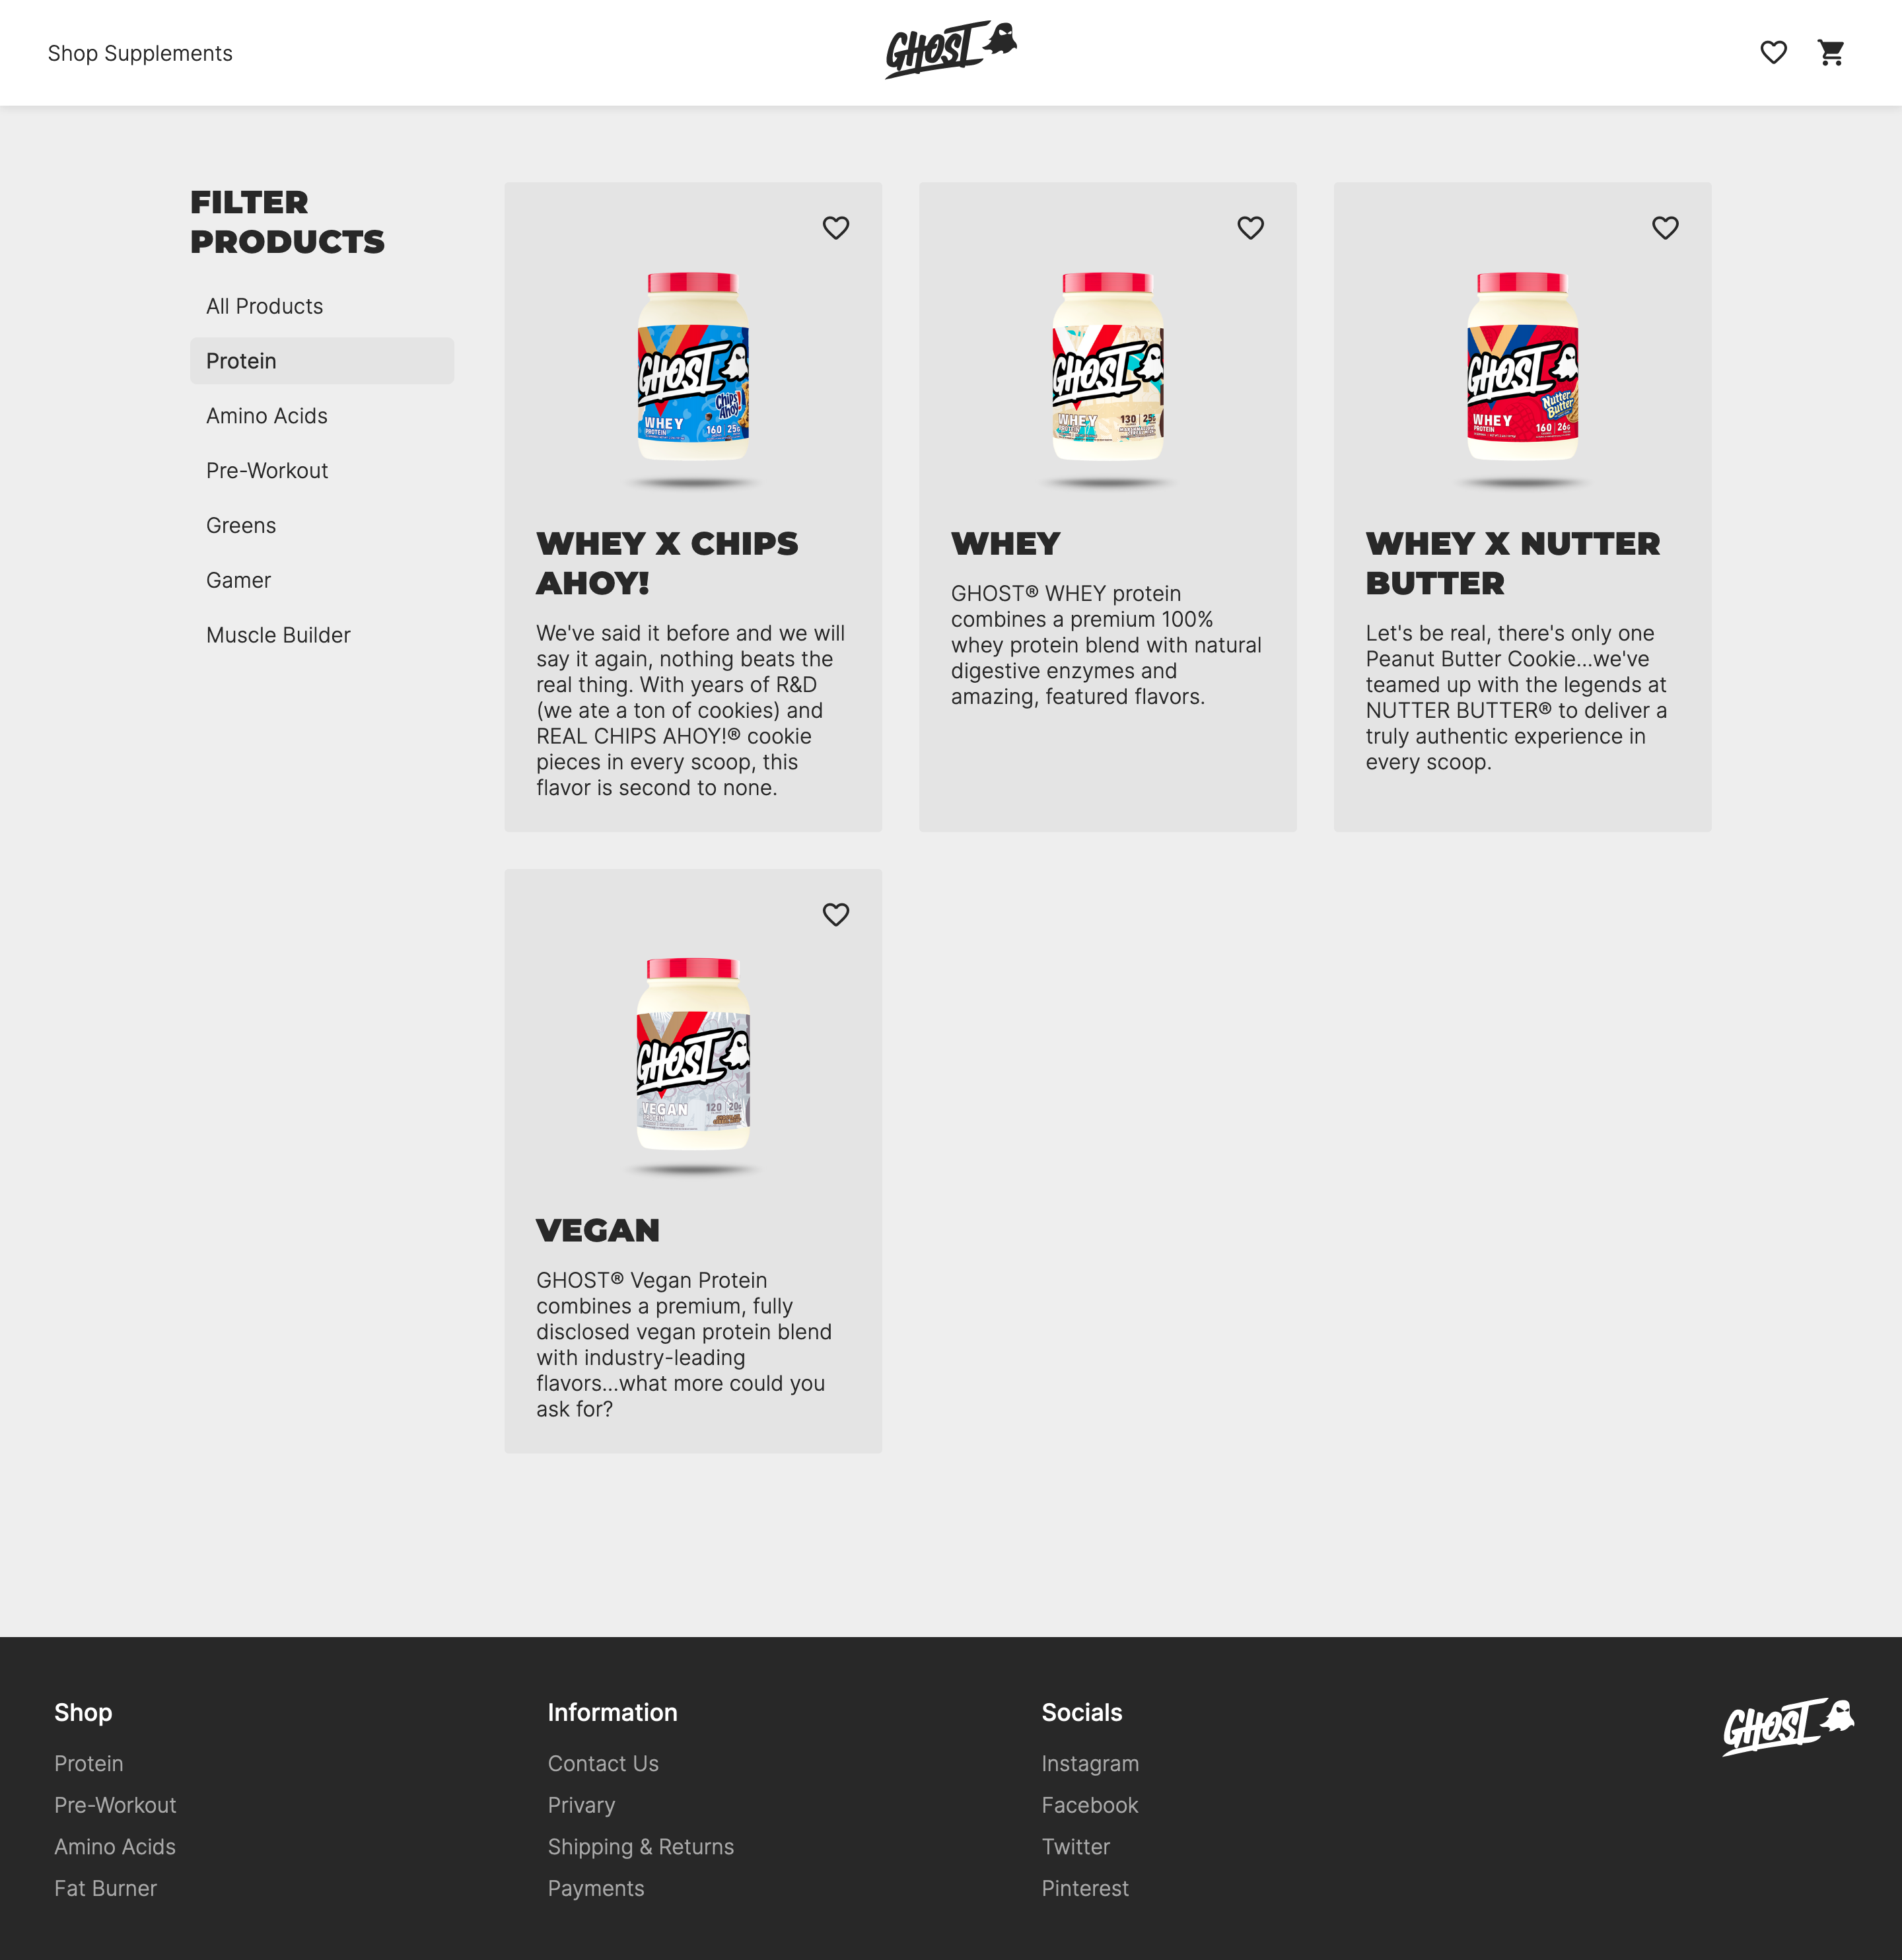 Shop Supplements
GHOST
FILTER
PRODUCTS
All Products
Protein
Amino Acids
Pre-Workout
Greens
Gamer
Muscle Builder
GHOST
Chips
Ahoy!
WHEY
PROTEIN
160 25g
WHEY X CHIPS
AHOY!
We've said it before and we will
say it again, nothing beats the
real thing. With years of R&D
(we ate a ton of cookies) and
REAL CHIPS AHOY!® cookie
pieces in every scoop, this
flavor is second to none.
GHOST
WHEY
PROTEIN
130 25g
WHEY
GHOST® WHEY protein
combines a premium 100%
whey protein blend with natural
digestive enzymes and
amazing, featured flavors.
GHOST
Nutter
Butter
WHEY
PROTEIN
160 26g
WHEY X NUTTER
BUTTER
Let's be real, there's only one
Peanut Butter Cookie...we've
teamed up with the legends at
NUTTER BUTTER® to deliver a
truly authentic experience in
every scoop.
GHOST
VEGAN
PROTEIN
120 20g
VEGAN
GHOST® Vegan Protein
combines a premium, fully
disclosed vegan protein blend
with industry-leading
flavors...what more could you
ask for?
Shop
Protein
Pre-Workout
Amino Acids
Fat Burner
Information
Contact Us
Privary
Shipping & Returns
Payments
Socials
Instagram
Facebook
Twitter
Pinterest
GHOST